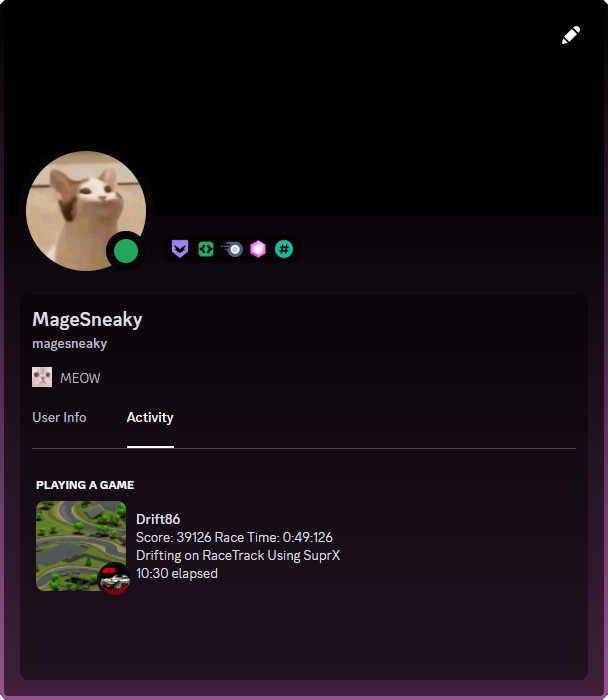 #
MageSneaky
magesneaky
MEOW
User Info
Activity
PLAYING A GAME
Drift86
Score: 39126 Race Time: 0:49:126
Drifting on RaceTrack Using SuprX
10:30 elapsed
86